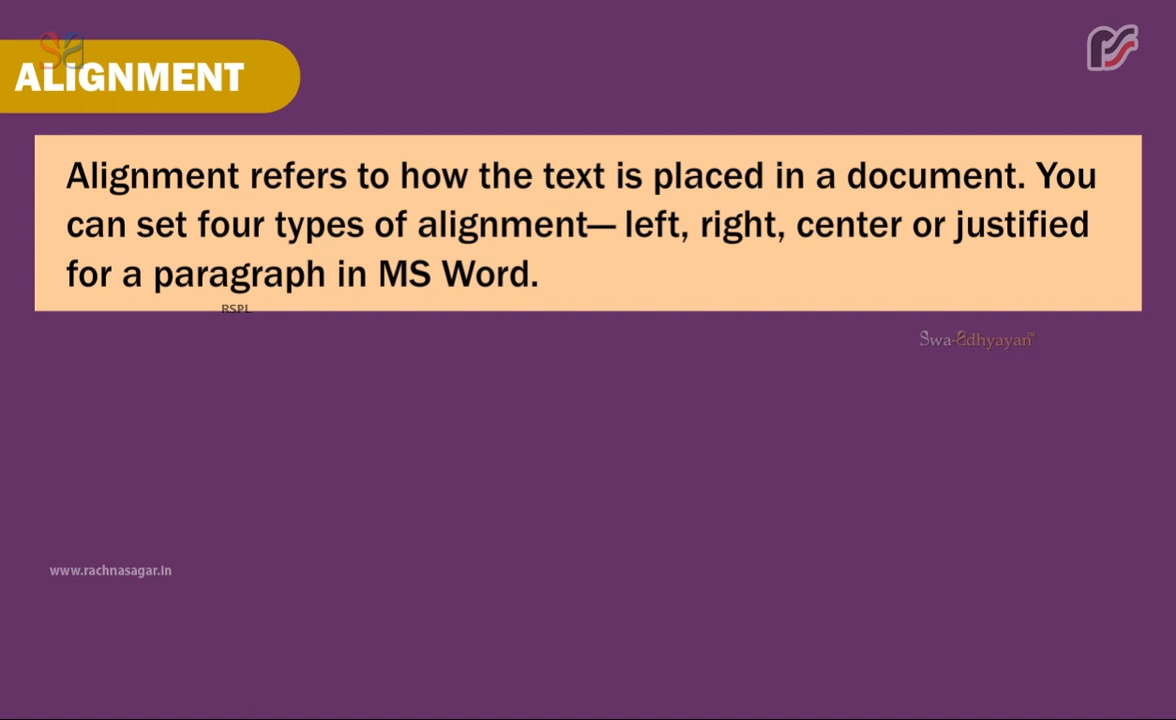 ALIGNMENT
Alignment refers to how the text is placed in a document. You
can set four types of alignment— left, right, center or justified
for a paragraph in MS Word.
RSPL
Swa-adhyayan™
www.rachnasagar.in